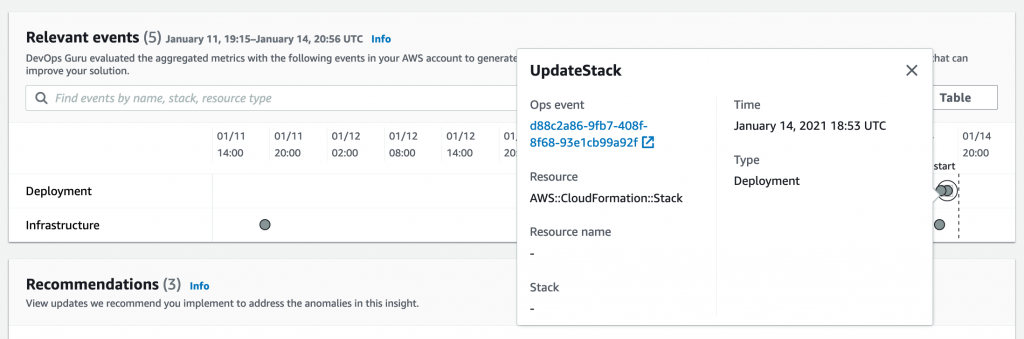 Relevant events (5) January 11, 19:15–January 14, 20:56 UTC Info
DevOps Guru evaluated the aggregated metrics with the following events in your AWS account to generate
that can
improve your solution.
Find events by name, stack, resource type
Table
01/11 01/11 01/12 01/12 01/12 01/14
14:00 20:00 02:00 08:00 14:00 20:00
start
Deployment
Infrastructure
UpdateStack
Ops event
d88c2a86-9fb7-408f-
8f68-93e1cb99a92f
Resource
AWS::CloudFormation::Stack
Resource name
-
Stack
-
Time
January 14, 2021 18:53 UTC
Type
Deployment
Recommendations (3) Info
View updates we recommend you implement to address the anomalies in this insight.